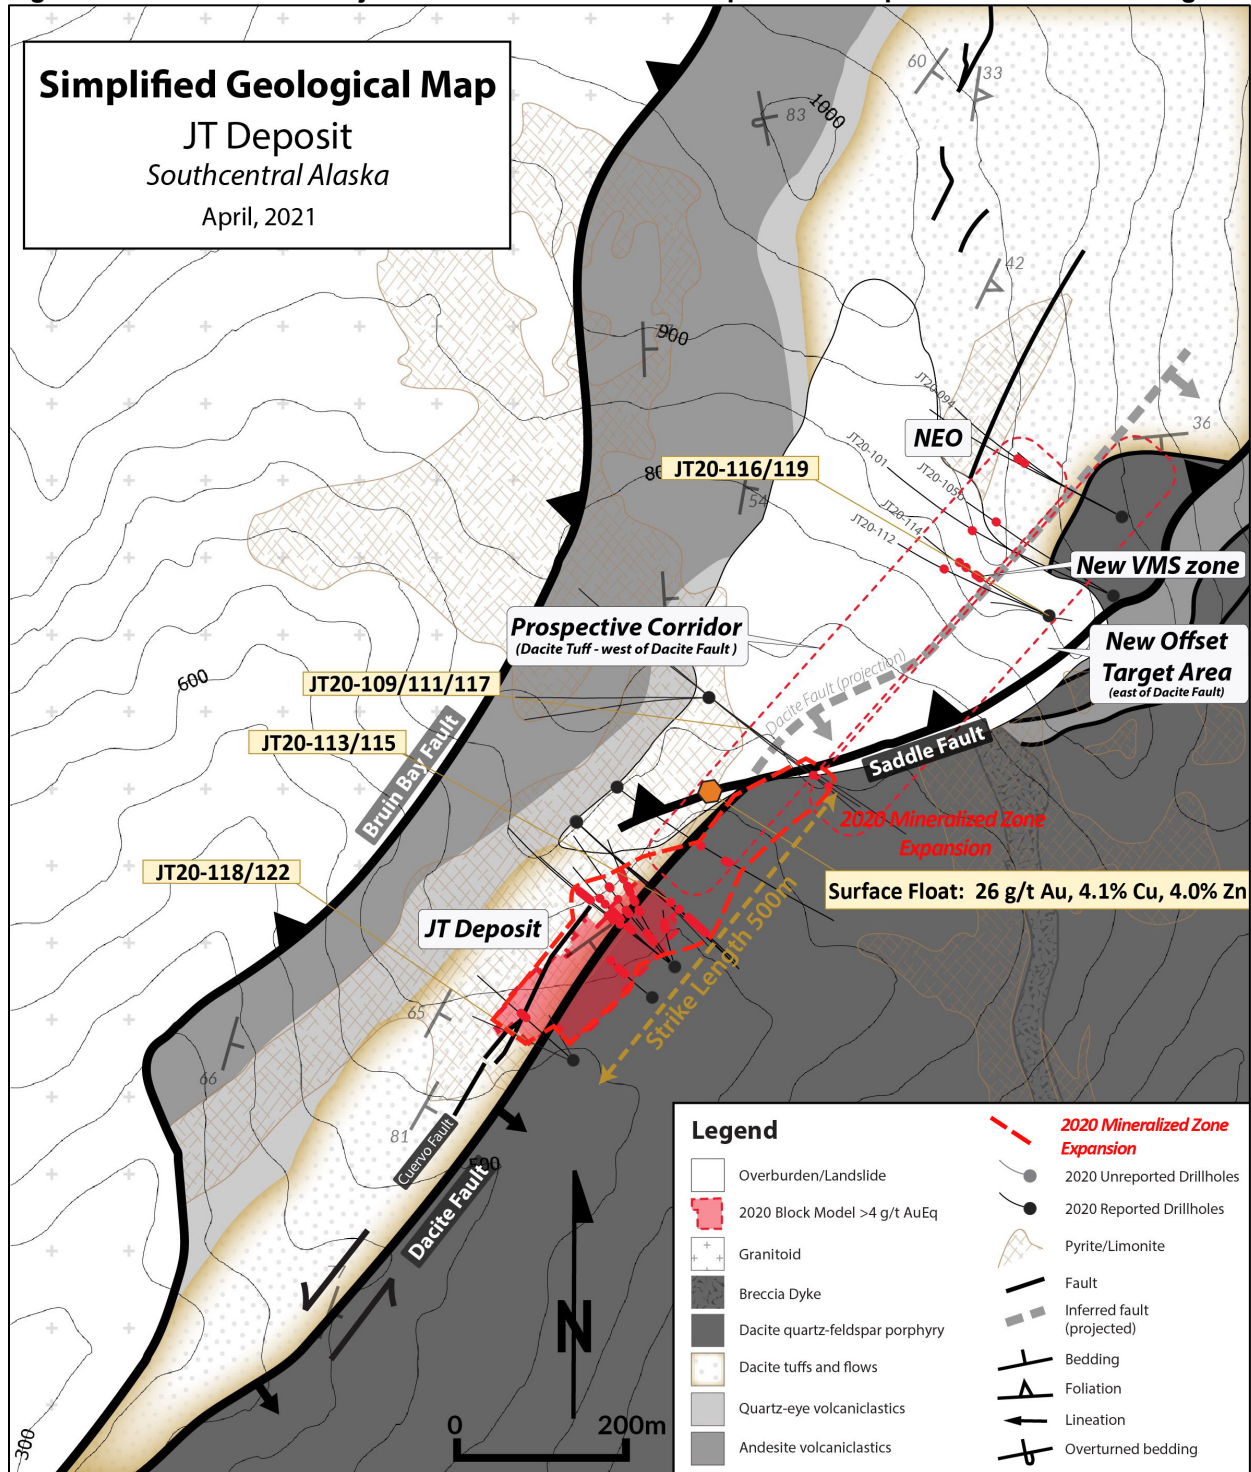 Simplified Geological Map
JT Deposit
Southcentral Alaska
April, 2021
60
33
83
1000
42
900
JT20-094
36
NEO
JT20-101
JT20-116/119
54
JT20-114
JT20-112
New VMS zone
Prospective Corridor
(Dacite Tuff - west of Dacite Fault )
New Offset
Target Area
(east of Dacite Fault)
600
JT20-109/111/117
Dacite Fault (projection)
JT20-113/115
Bruin Bay Fault
Saddle Fault
2020 Mineralized Zone
Expansion
JT20-118/122
Surface Float: 26 g/t Au, 4.1% Cu, 4.0% Zn
JT Deposit
Strike Length 500m
65
66
81
Cuervo Fault
500
Dacite Fault
N
0
200m
300
Legend
Overburden/Landslide
2020 Block Model >4 g/t AuEq
Granitoid
Breccia Dyke
Dacite quartz-feldspar porphyry
Dacite tuffs and flows
Quartz-eye volcaniclastics
Andesite volcaniclastics
2020 Mineralized Zone
Expansion
2020 Unreported Drillholes
2020 Reported Drillholes
Pyrite/Limonite
Fault
Inferred fault
(projected)
Bedding
Foliation
Lineation
Overturned bedding